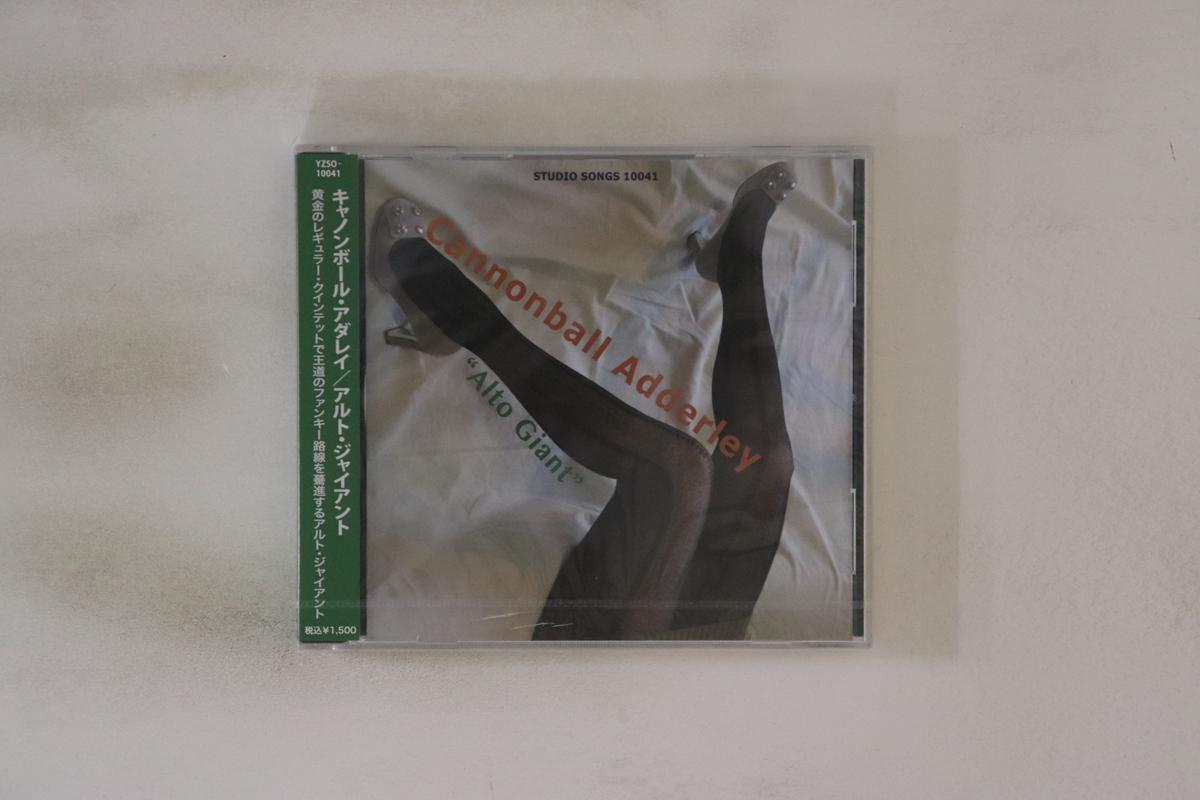 YZSO-
10041
キャノンボール・アダレイ／アルト・ジャイアント
黄金のレギュラー・クインテットで王道のファンキー路線を驀進するアルト・ジャイアント
税込¥1,500
STUDIO SONGS 10041
Cannonball Adderley
“Alto Giant”